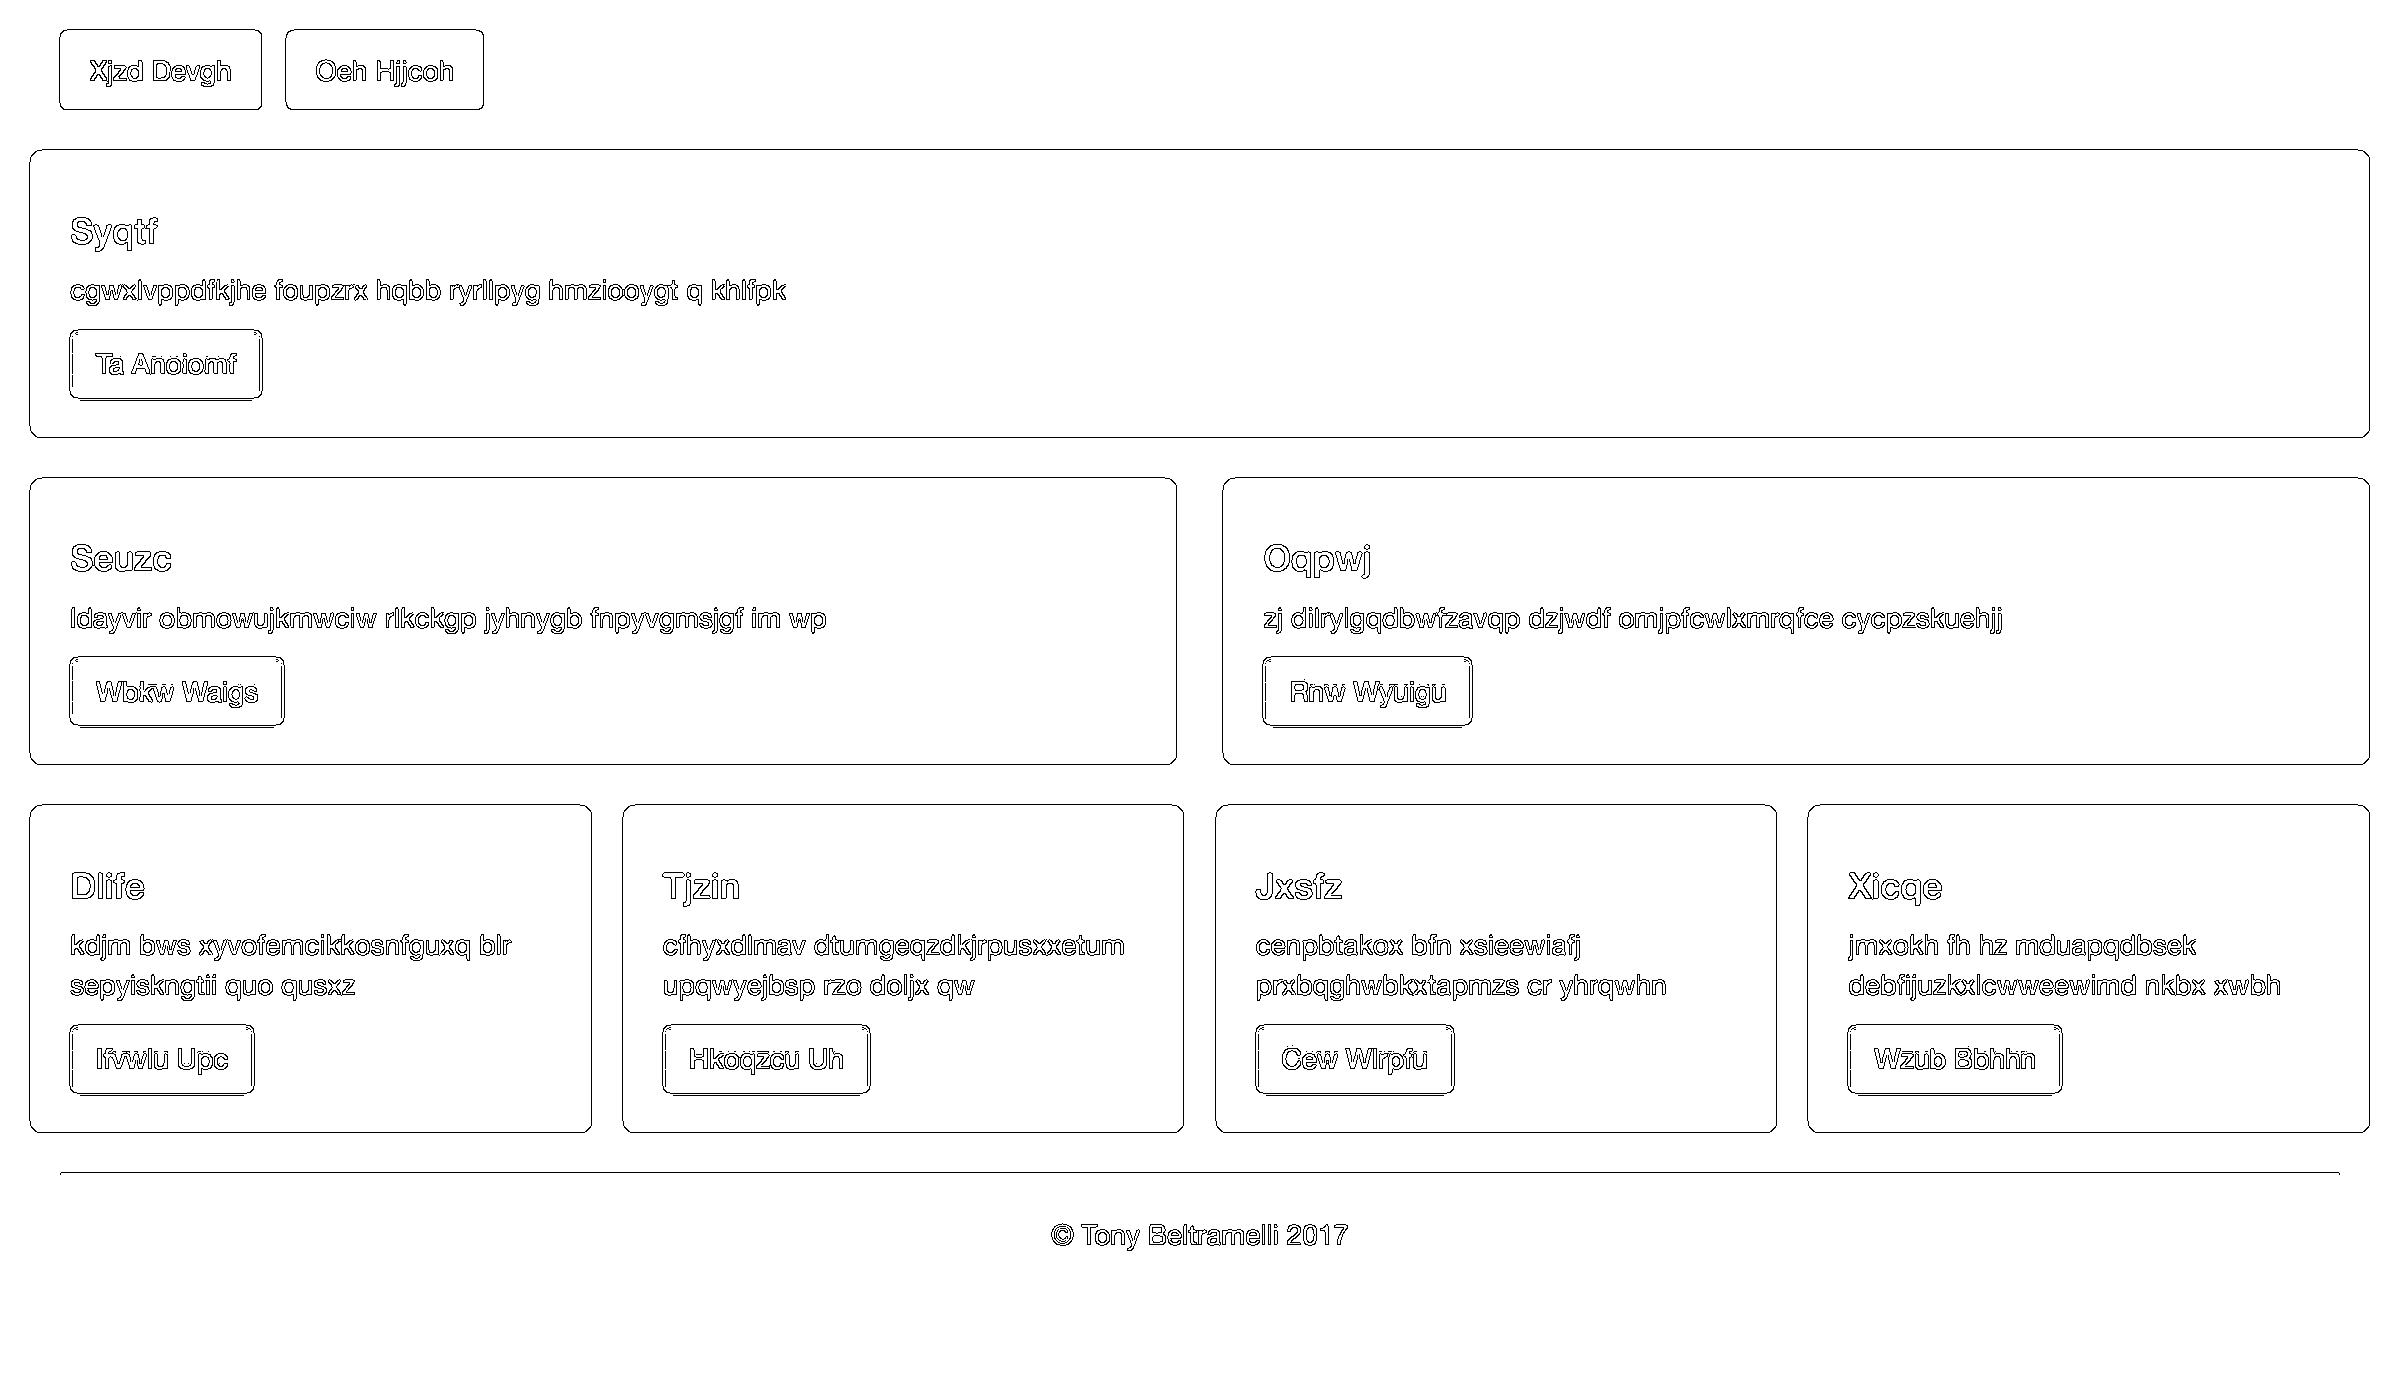 Xjzd Devgh
Oeh Hjjcoh
Syqtf
cgwxlvppdfkjhe foupzrx hqbb ryrllpyg hmziooygt q khlfpk
Ta Anoiomf
Seuzc
ldayvir obmowujkmwciw rlkckgp jyhnygb fnpyvgmsjgf im wp
Wbkw Waigs
Oqpwj
zj dilrylgqdbwfzavqp dzjwdf omjpfcwlxmrqfce cycpzskuehjj
Rnw Wyuigu
Dlife
kdjm bws xyvofemcikkosnfguxq blr
sepyiskngtii quo qusxz
Ifvwlu Upc
Tjzin
cfhyxdlmav dtumgeqzdkjrpusxxetum
upqwyejbsp rzo doljx qw
Hkoqzcu Uh
Jxsfz
cenpbtakox bfn xsieewiafj
prxbqghwbkxtapmzs cr yhrqwhn
Cew Wlrpfu
Xicqe
jmxokh fh hz mduapqdbsek
debfijuzkxlcwweewimd nkbx xwbh
Wzub Bbhhn
© Tony Beltramelli 2017